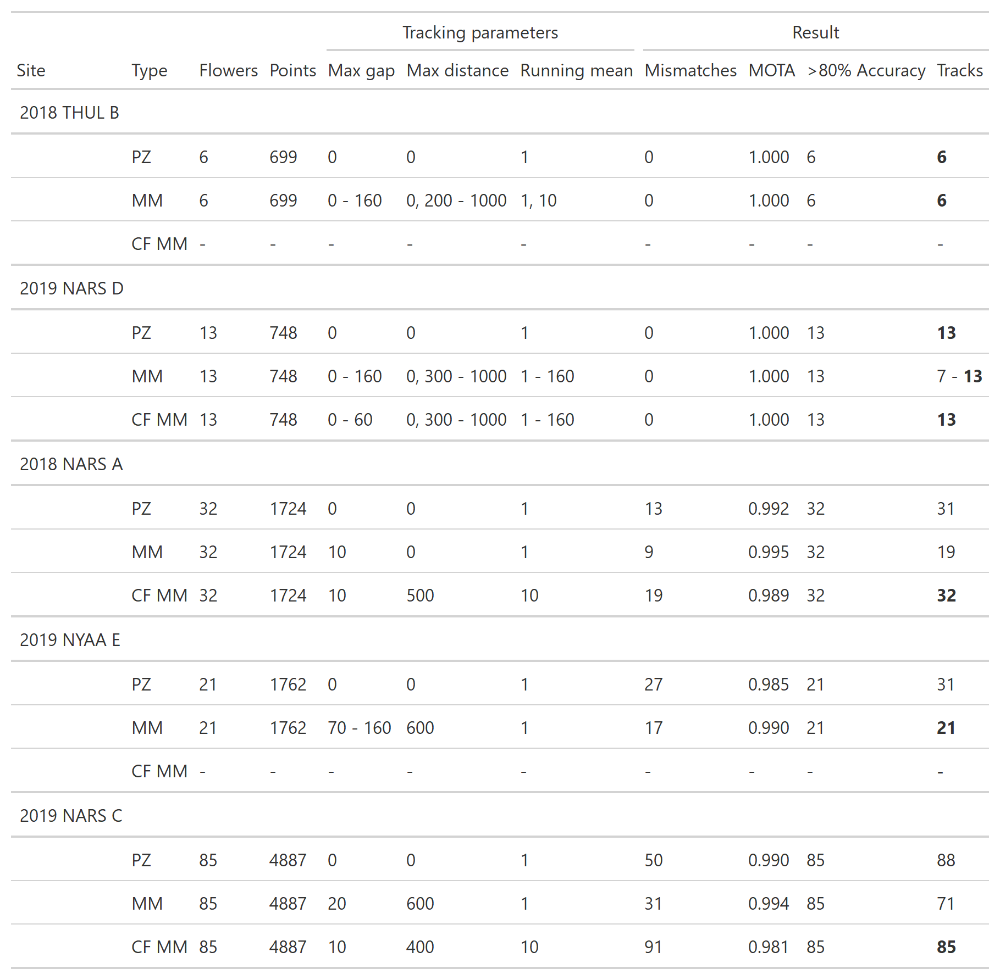 Tracking parameters Result
Site Type Flowers Points Max gap Max distance Running mean Mismatches MOTA >80% Accuracy Tracks
2018 THUL B
PZ 6 699 0 0 1 0 1.000 6 6
MM 6 699 0 - 160 0, 200 - 1000 1, 10 0 1.000 6 6
CF MM - - - - - - - - -
2019 NARS D
PZ 13 748 0 0 1 0 1.000 13 13
MM 13 748 0 - 160 0, 300 - 1000 1 - 160 0 1.000 13 7 - 13
CF MM 13 748 0 - 60 0, 300 - 1000 1 - 160 0 1.000 13 13
2018 NARS A
PZ 32 1724 0 0 1 13 0.992 32 31
MM 32 1724 10 0 1 9 0.995 32 19
CF MM 32 1724 10 500 10 19 0.989 32 32
2019 NYAA E
PZ 21 1762 0 0 1 27 0.985 21 31
MM 21 1762 70 - 160 600 1 17 0.990 21 21
CF MM - - - - - - - - -
2019 NARS C
PZ 85 4887 0 0 1 50 0.990 85 88
MM 85 4887 20 600 1 31 0.994 85 71
CF MM 85 4887 10 400 10 91 0.981 85 85